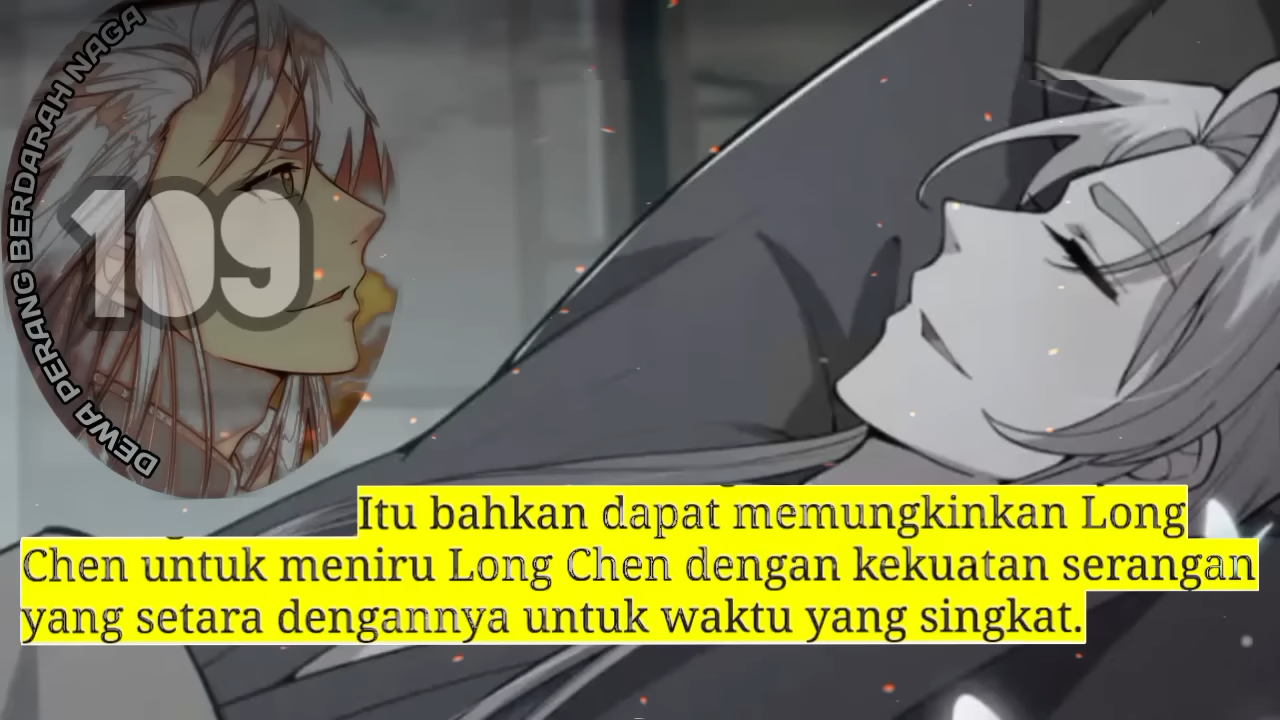 DEWA PERANG BERDARAH NAGA
109
Itu bahkan dapat memungkinkan Long
Chen untuk meniru Long Chen dengan kekuatan serangan
yang setara dengannya untuk waktu yang singkat.